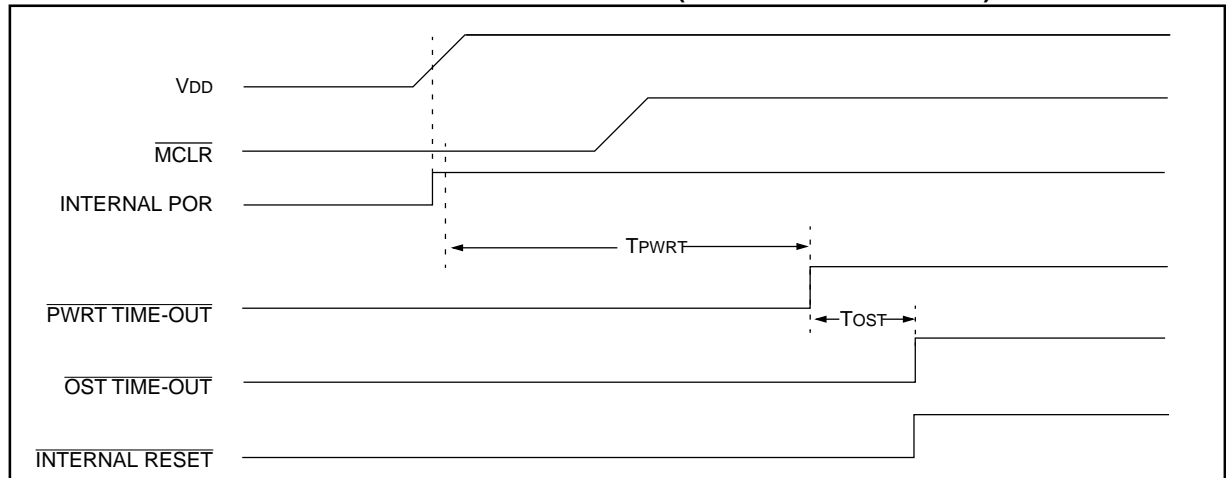 VDD
MCLR
INTERNAL POR
TPWRT
PWRT TIME-OUT
TOST
OST TIME-OUT
INTERNAL RESET